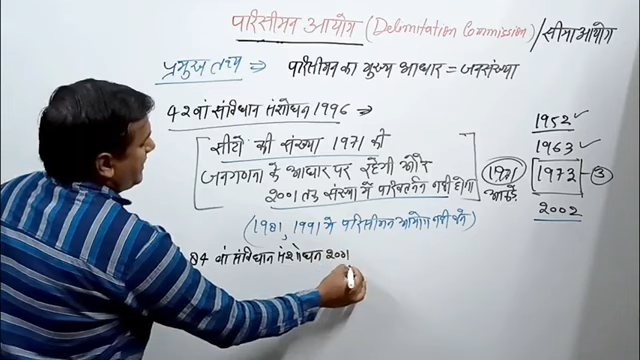 परिसीमन आयोग (Delimitation Commission) / सीमा आयोग
प्रमुख तथ्य ⇒ परिसीमन का मुख्य आधार = जनसंख्या
42 वां संविधान संशोधन 1996 ⇒
सीटों की संख्या 1971 की
जनगणना के आधार पर रहेगी और
2001 तक संख्या में परिवर्तन नहीं होगा
(1981, 1991 में परिसीमन आयोग नहीं बने
84 वां संविधान संशोधन 2001
1952 ✓
1963 ✓
1971 1973 - 3
2002